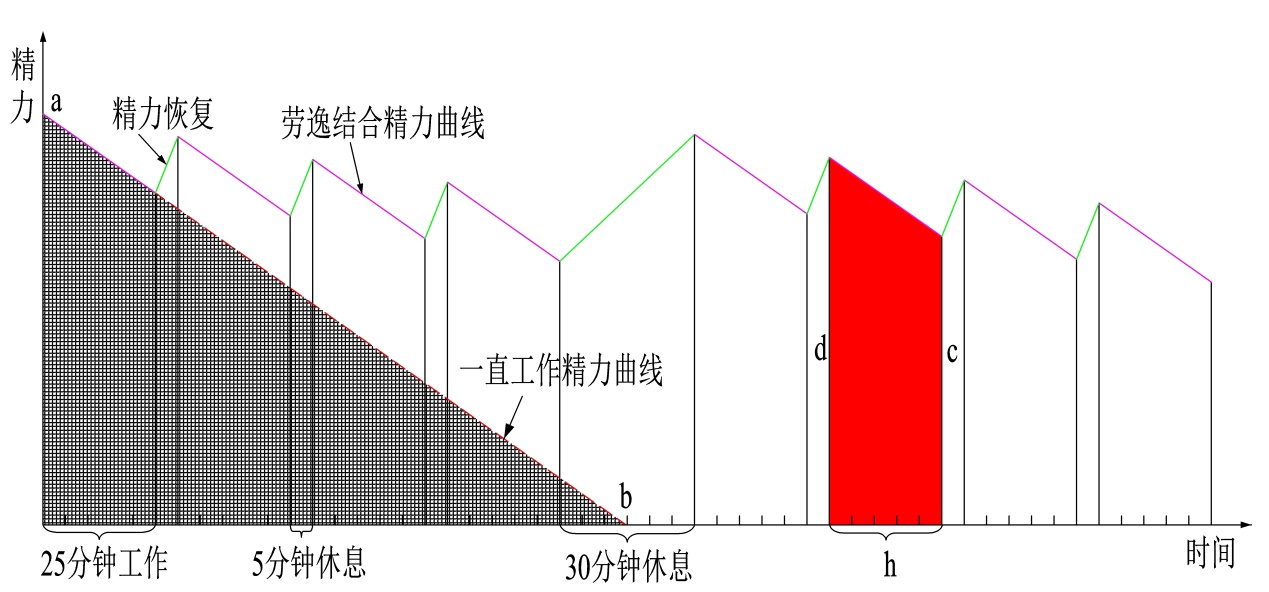 精力
a
精力恢复
劳逸结合精力曲线
一直工作精力曲线
d
c
b
25分钟工作
5分钟休息
30分钟休息
h
时间